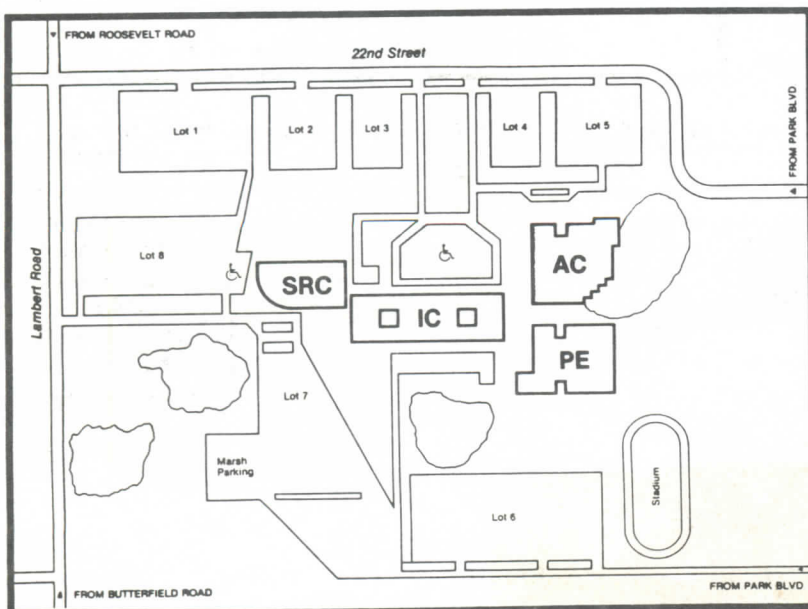 FROM ROOSEVELT ROAD
22nd Street
Lot 1
Lot 2
Lot 3
Lot 4
Lot 5
FROM PARK BLVD
Lot 8
Lambert Road
SRC
IC
AC
PE
Lot 7
Marsh
Parking
Lot 6
Stadium
FROM BUTTERFIELD ROAD
FROM PARK BLVD